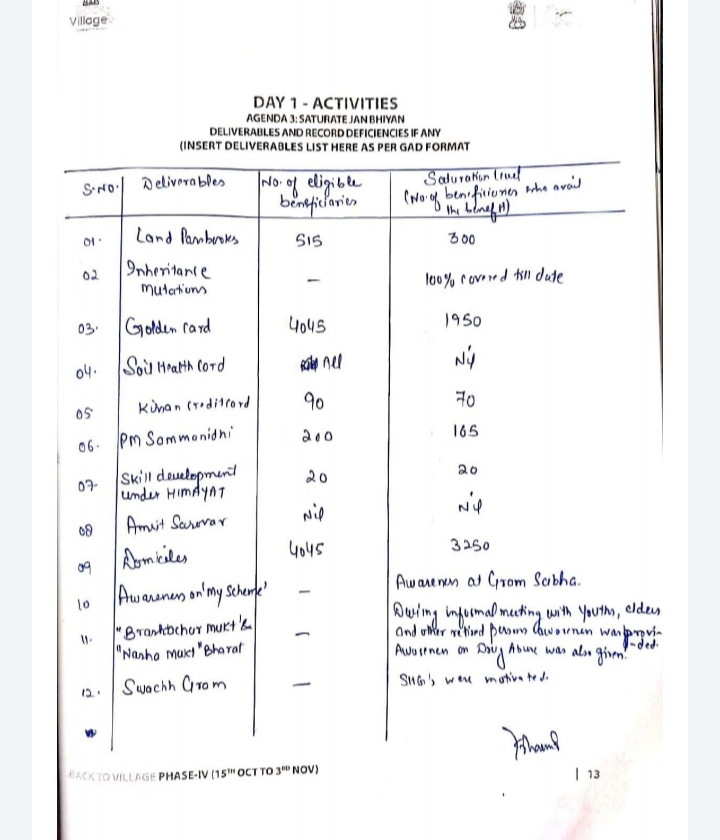 Village
DAY 1 - ACTIVITIES
AGENDA 3: SATURATE JAN BHIYAN
DELIVERABLES AND RECORD DEFICIENCIES IF ANY
(INSERT DELIVERABLES LIST HERE AS PER GAD FORMAT
S.No. Deliverables No. of eligible beneficiaries Saturation level (No. of beneficiaries who avail the benefit)
01. Land Passbooks 515 300
02 Inheritance mutations – 100% covered till date
03. Golden card 4045 1950
04. Soil Health Card All Nil
05 Kisan Creditcard 90 70
06. PM Sammanidhi 200 165
07. Skill development under HIMAYAT 20 20
08 Amrit Sarovar Nil Nil
09 Domiciles 4045 3250
10 Awareness on 'my Scheme' – Awareness at Gram Sabha.
11. "Brashtachar mukt' & "Nasha mukt" Bharat – During informal meeting with Youths, elders and other retired persons awareness was provi-ded. Awareness on Drug Abuse was also given.
12. Swachh Gram – SHG's were motivated.
BACK TO VILLAGE PHASE-IV (15TH OCT TO 3RD NOV)
| 13